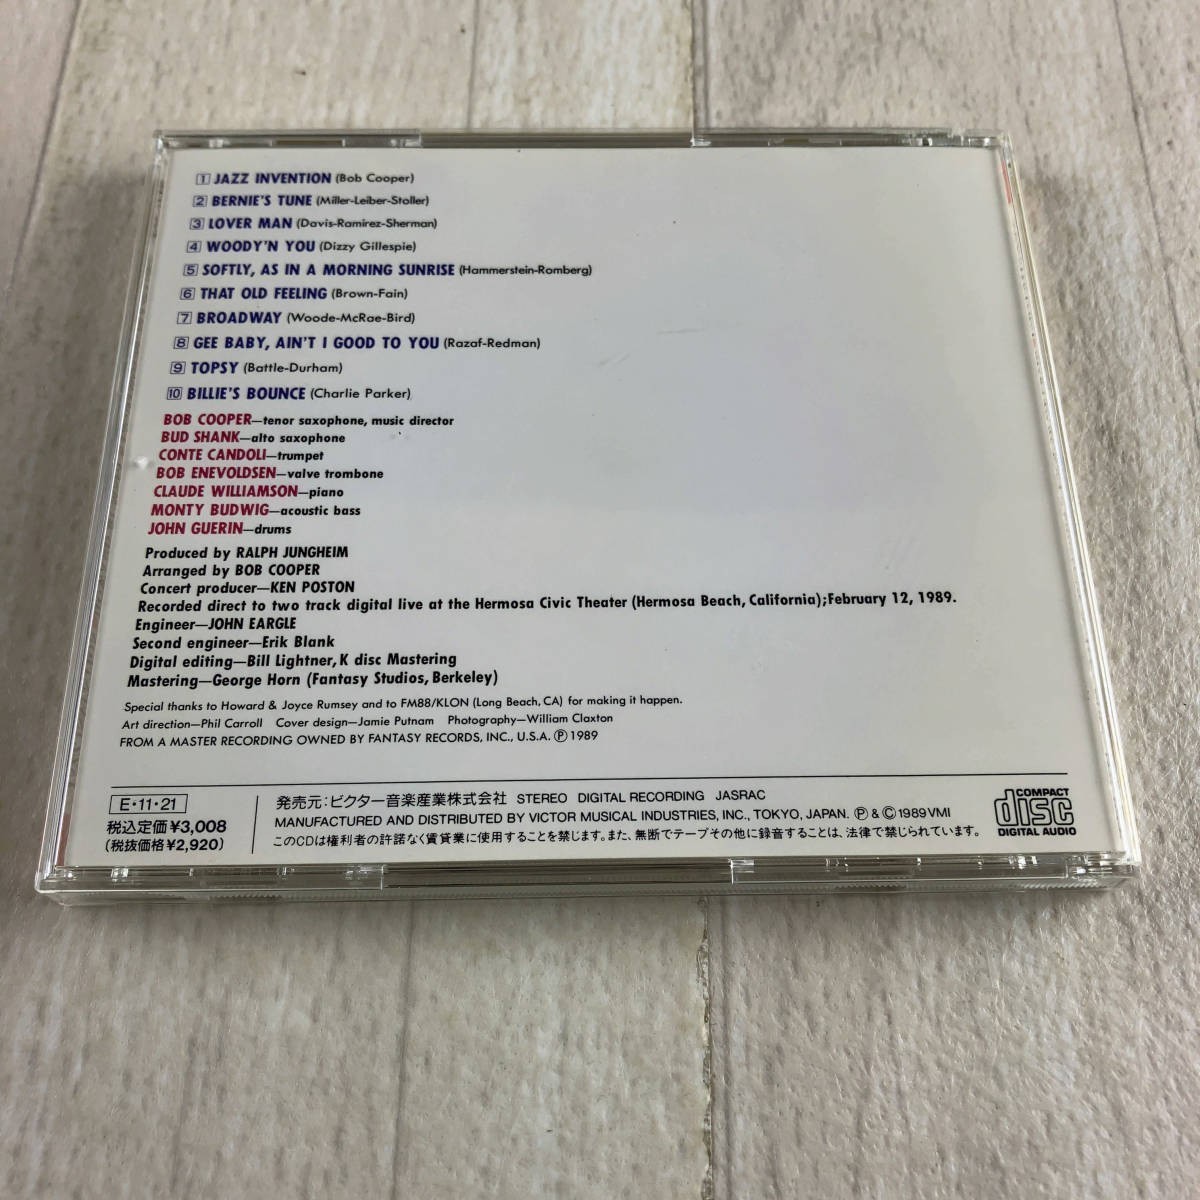 1 JAZZ INVENTION (Bob Cooper)
2 BERNIE'S TUNE (Miller-Leiber-Stoller)
3 LOVER MAN (Davis-Ramirez-Sherman)
4 WOODY'N YOU (Dizzy Gillespie)
5 SOFTLY, AS IN A MORNING SUNRISE (Hammerstein-Romberg)
6 THAT OLD FEELING (Brown-Fain)
7 BROADWAY (Woode-McRae-Bird)
8 GEE BABY, AIN'T I GOOD TO YOU (Razaf-Redman)
9 TOPSY (Battle-Durham)
10 BILLIE'S BOUNCE (Charlie Parker)
BOB COOPER—tenor saxophone, music director
BUD SHANK—alto saxophone
CONTE CANDOLI—trumpet
BOB ENEVOLDSEN—valve trombone
CLAUDE WILLIAMSON—piano
MONTY BUDWIG—acoustic bass
JOHN GUERIN—drums
Produced by RALPH JUNGHEIM
Arranged by BOB COOPER
Concert producer—KEN POSTON
Recorded direct to two track digital live at the Hermosa Civic Theater (Hermosa Beach, California);February 12, 1989.
Engineer—JOHN EARGLE
Second engineer—Erik Blank
Digital editing—Bill Lightner, K disc Mastering
Mastering—George Horn (Fantasy Studios, Berkeley)
Special thanks to Howard & Joyce Rumsey and to FM88/KLON (Long Beach, CA) for making it happen.
Art direction—Phil Carroll Cover design—Jamie Putnam Photography—William Claxton
FROM A MASTER RECORDING OWNED BY FANTASY RECORDS, INC., U.S.A. Ⓟ 1989
E・11・21
税込定価¥3,008
(税抜価格¥2,920)
発売元:ビクター音楽産業株式会社 STEREO DIGITAL RECORDING JASRAC
MANUFACTURED AND DISTRIBUTED BY VICTOR MUSICAL INDUSTRIES, INC., TOKYO, JAPAN. Ⓟ & Ⓒ 1989 VMI
このCDは権利者の許諾なく賃貸業に使用することを禁じます。また、無断でテープその他に録音することは、法律で禁じられています。
COMPACT
disc
DIGITAL AUDIO